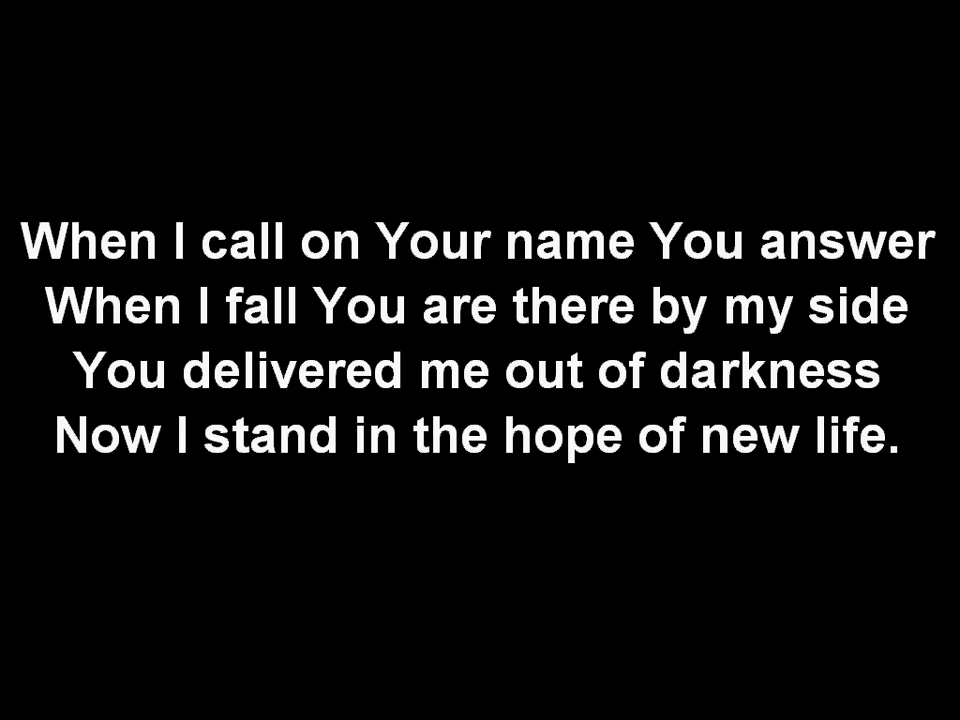 When I call on Your name You answer
When I fall You are there by my side
You delivered me out of darkness
Now I stand in the hope of new life.